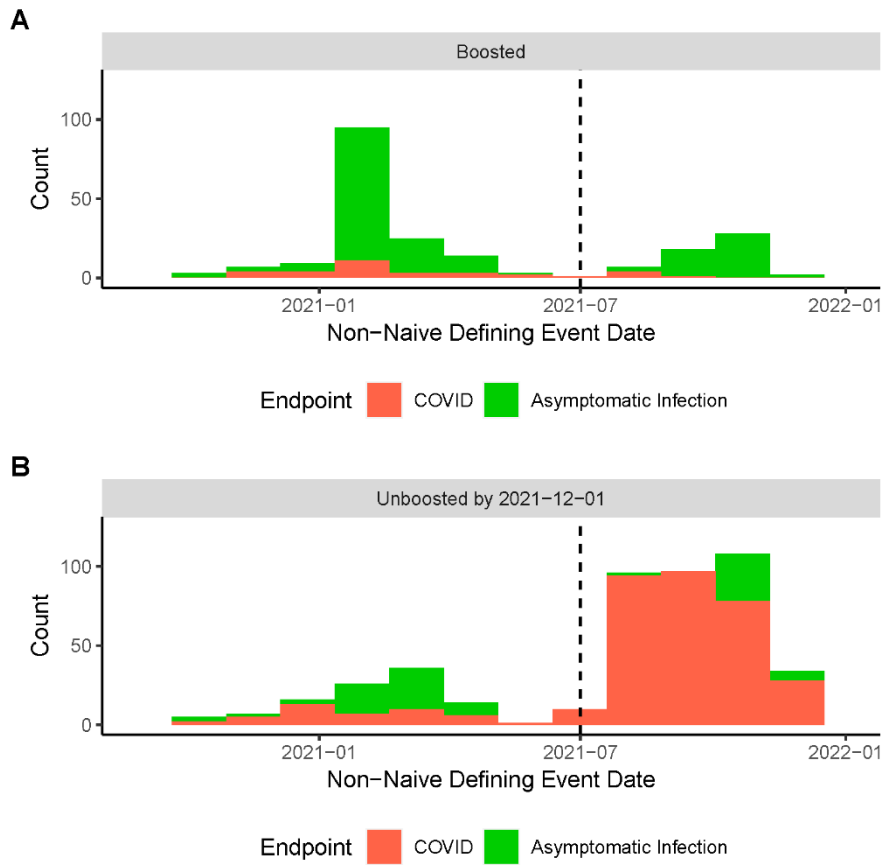 A
Boosted
Count
100
50
0
2021−01
2021−07
2022−01
Non−Naive Defining Event Date
Endpoint COVID Asymptomatic Infection
B
Unboosted by 2021−12−01
Count
100
50
0
2021−01
2021−07
2022−01
Non−Naive Defining Event Date
Endpoint COVID Asymptomatic Infection